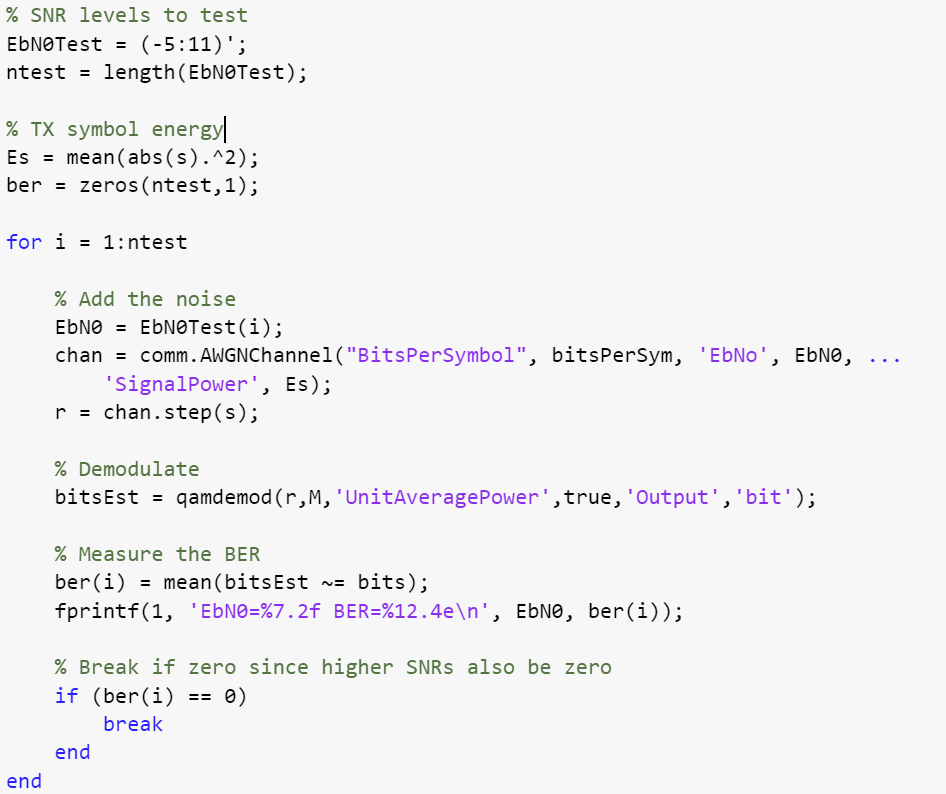 % SNR levels to test
EbN0Test = (-5:11)';
ntest = length(EbN0Test);
% TX symbol energy
Es = mean(abs(s).^2);
ber = zeros(ntest,1);
for i = 1:ntest
% Add the noise
EbN0 = EbN0Test(i);
chan = comm.AWGNChannel("BitsPerSymbol", bitsPerSym, 'EbNo', EbN0, ...
'SignalPower', Es);
r = chan.step(s);
% Demodulate
bitsEst = qamdemod(r,M,'UnitAveragePower',true,'Output','bit');
% Measure the BER
ber(i) = mean(bitsEst ~= bits);
fprintf(1, 'EbN0=%7.2f BER=%12.4e\n', EbN0, ber(i));
% Break if zero since higher SNRs also be zero
if (ber(i) == 0)
break
end
end